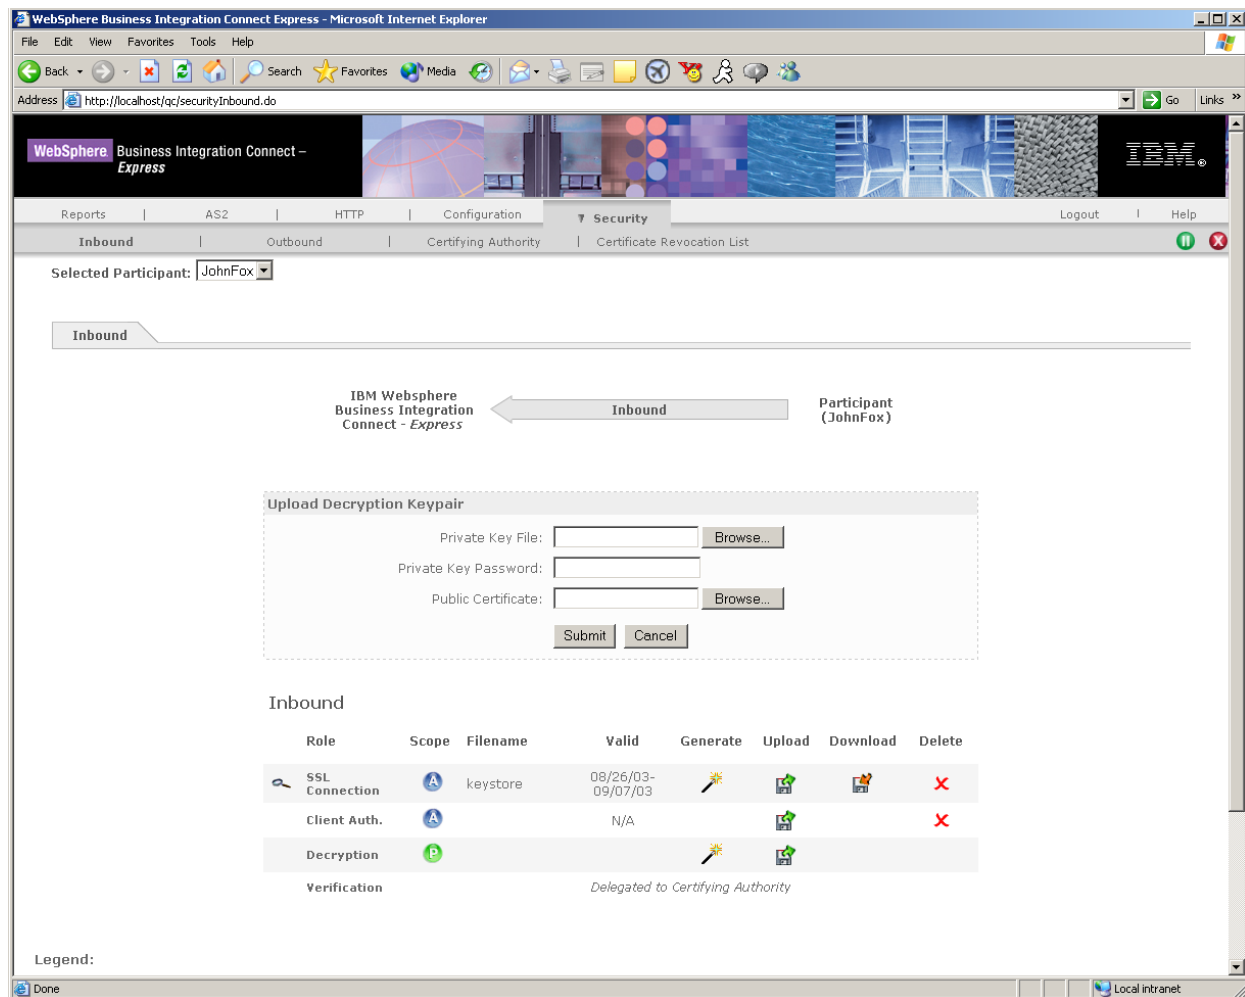 WebSphere Business Integration Connect Express - Microsoft Internet Explorer
File Edit View Favorites Tools Help
Back Search Favorites Media
Address http://localhost/qc/securityInbound.do Go Links »
WebSphere. Business Integration Connect –
Express
IBM®
Reports | AS2 | HTTP | Configuration Security Logout | Help
Inbound | Outbound | Certifying Authority | Certificate Revocation List
Selected Participant: JohnFox
Inbound
IBM Websphere
Business Integration
Connect - Express
Inbound
Participant
(JohnFox)
Upload Decryption Keypair
Private Key File: Browse...
Private Key Password:
Public Certificate: Browse...
Submit Cancel
Inbound
Role Scope Filename Valid Generate Upload Download Delete
SSL
Connection A keystore 08/26/03-
09/07/03
Client Auth. A N/A
Decryption P
Verification Delegated to Certifying Authority
Legend:
Done Local intranet